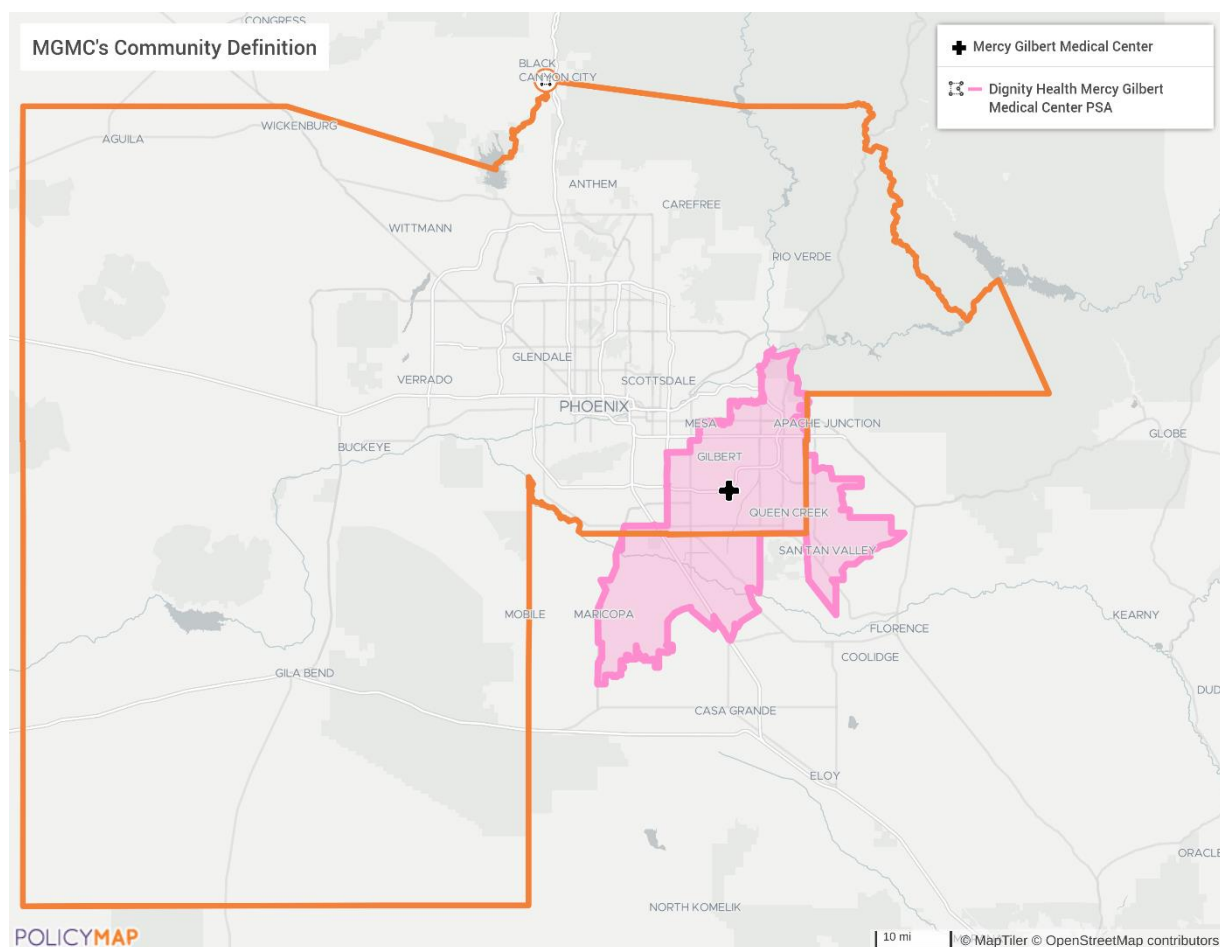 CONGRESS
MGMC's Community Definition
Mercy Gilbert Medical Center
Dignity Health Mercy Gilbert
Medical Center PSA
BLACK
CANYON CITY
WICKENBURG
AGUILA
ANTHEM
CAREFREE
WITTMANN
RIO VERDE
GLENDALE
VERRADO
SCOTTSDALE
PHOENIX
MESA
APACHE JUNCTION
GLOBE
BUCKEYE
GILBERT
QUEEN CREEK
SAN TAN VALLEY
MOBILE
MARICOPA
KEARNY
FLORENCE
COOLIDGE
GILA BEND
DUD
CASA GRANDE
ELOY
ORACLE
NORTH KOMELIK
POLICYMAP
10 mi
© MapTiler © OpenStreetMap contributors